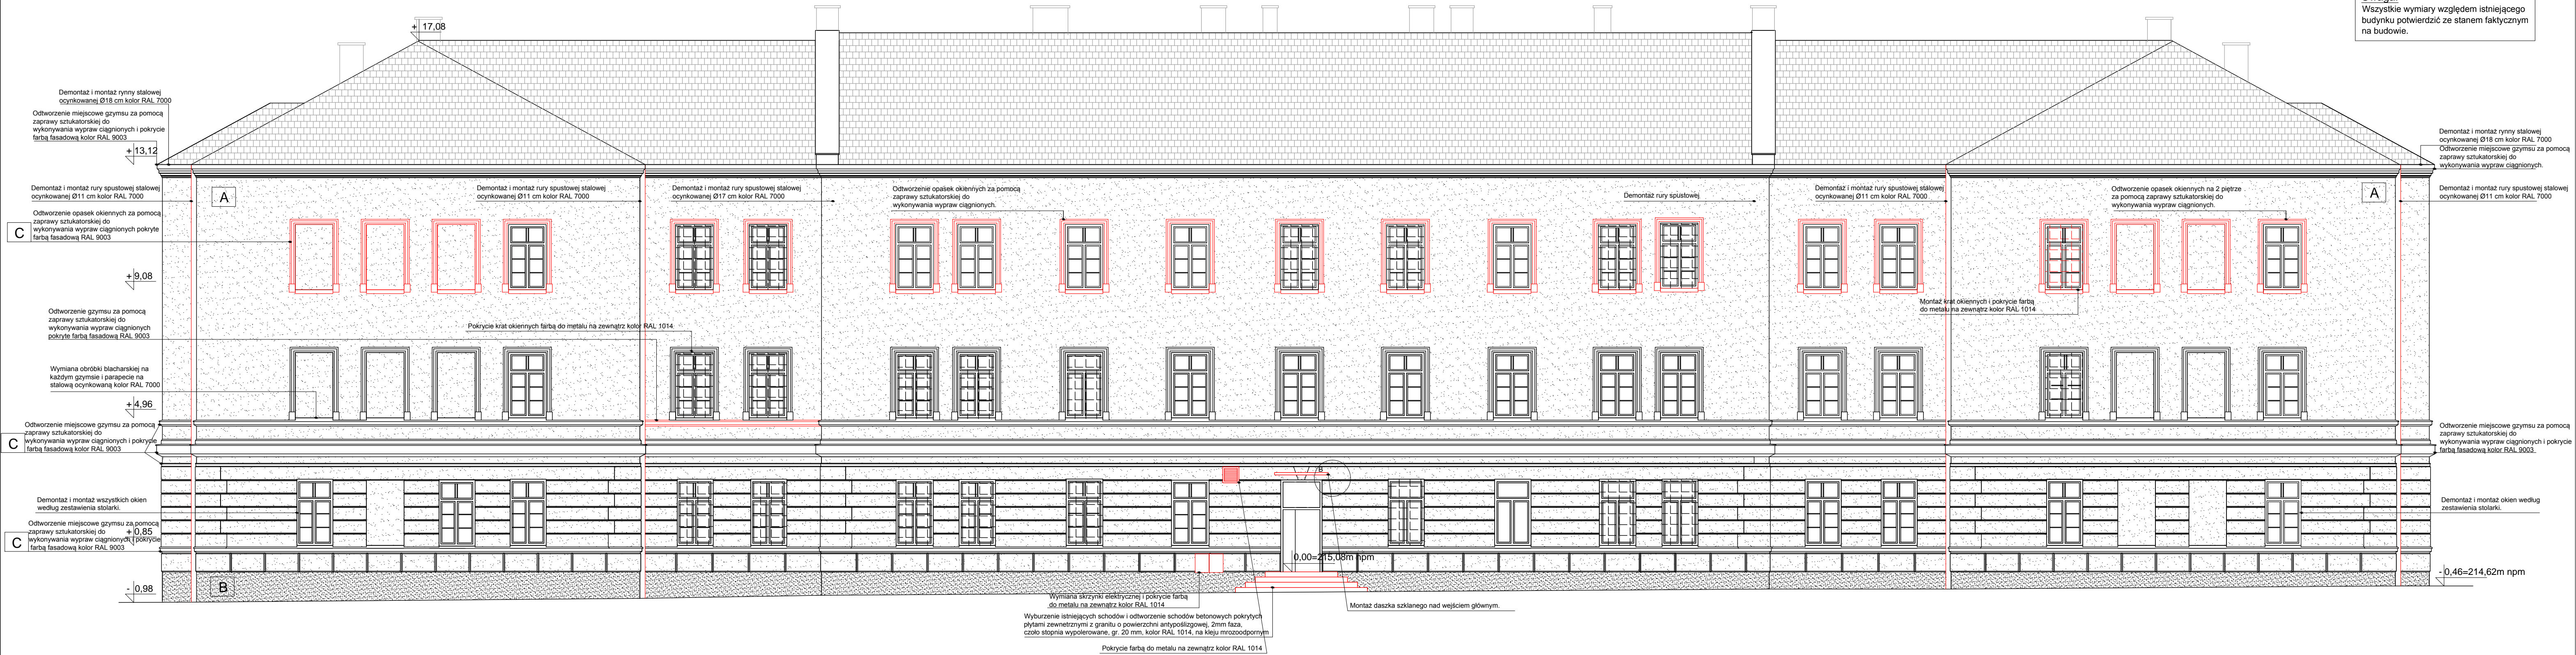 Uwaga:
Wszystkie wymiary względem istniejącego
budynku potwierdzić ze stanem faktycznym
na budowie.
+ 17,08
Demontaż i montaż rynny stalowej
ocynkowanej Ø18 cm kolor RAL 7000
Odtworzenie miejscowe gzymsu za pomocą
zaprawy sztukatorskiej do
wykonywania wypraw ciągnionych i pokrycie
farbą fasadową kolor RAL 9003
+ 13,12
Demontaż i montaż rury spustowej stalowej
ocynkowanej Ø11 cm kolor RAL 7000
A
Demontaż i montaż rury spustowej stalowej
ocynkowanej Ø11 cm kolor RAL 7000
Demontaż i montaż rury spustowej stalowej
ocynkowanej Ø17 cm kolor RAL 7000
Odtworzenie opasek okiennych za pomocą
zaprawy sztukatorskiej do
wykonywania wypraw ciągnionych.
Demontaż rury spustowej
Demontaż i montaż rury spustowej stalowej
ocynkowanej Ø11 cm kolor RAL 7000
Odtworzenie opasek okiennych na 2 piętrze
za pomocą zaprawy sztukatorskiej do
wykonywania wypraw ciągnionych.
A
Demontaż i montaż rynny stalowej
ocynkowanej Ø18 cm kolor RAL 7000
Odtworzenie miejscowe gzymsu za pomocą
zaprawy sztukatorskiej do
wykonywania wypraw ciągnionych.
Demontaż i montaż rury spustowej stalowej
ocynkowanej Ø11 cm kolor RAL 7000
C
Odtworzenie opasek okiennych za pomocą
zaprawy sztukatorskiej do
wykonywania wypraw ciągnionych pokryte
farbą fasadową RAL 9003
+ 9,08
Odtworzenie gzymsu za pomocą
zaprawy sztukatorskiej do
wykonywania wypraw ciągnionych
pokryte farbą fasadową RAL 9003
Pokrycie krat okiennych farbą do metalu na zewnątrz kolor RAL 1014
Montaż krat okiennych i pokrycie farbą
do metalu na zewnątrz kolor RAL 1014
Wymiana obróbki blacharskiej na
każdym gzymsie i parapecie na
stalową ocynkowaną kolor RAL 7000
+ 4,96
C
Odtworzenie miejscowe gzymsu za pomocą
zaprawy sztukatorskiej do
wykonywania wypraw ciągnionych i pokrycie
farbą fasadową kolor RAL 9003
Odtworzenie miejscowe gzymsu za pomocą
zaprawy sztukatorskiej do
wykonywania wypraw ciągnionych i pokrycie
farbą fasadową kolor RAL 9003
B
Demontaż i montaż wszystkich okien
według zestawienia stolarki.
Demontaż i montaż okien według
zestawienia stolarki.
C
Odtworzenie miejscowe gzymsu za pomocą
zaprawy sztukatorskiej do
wykonywania wypraw ciągnionych i pokrycie
farbą fasadową kolor RAL 9003
+ 0,85
0,00=215,08m npm
- 0,46=214,62m npm
- 0,98
B
Wymiana skrzynki elektrycznej i pokrycie farbą
do metalu na zewnątrz kolor RAL 1014
Montaż daszka szklanego nad wejściem głównym.
Wyburzenie istniejących schodów i odtworzenie schodów betonowych pokrytych
płytami zewnetrznymi z granitu o powierzchni antypoślizgowej, 2mm faza,
czoło stopnia wypolerowane, gr. 20 mm, kolor RAL 1014, na kleju mrozoodpornym
Pokrycie farbą do metalu na zewnątrz kolor RAL 1014